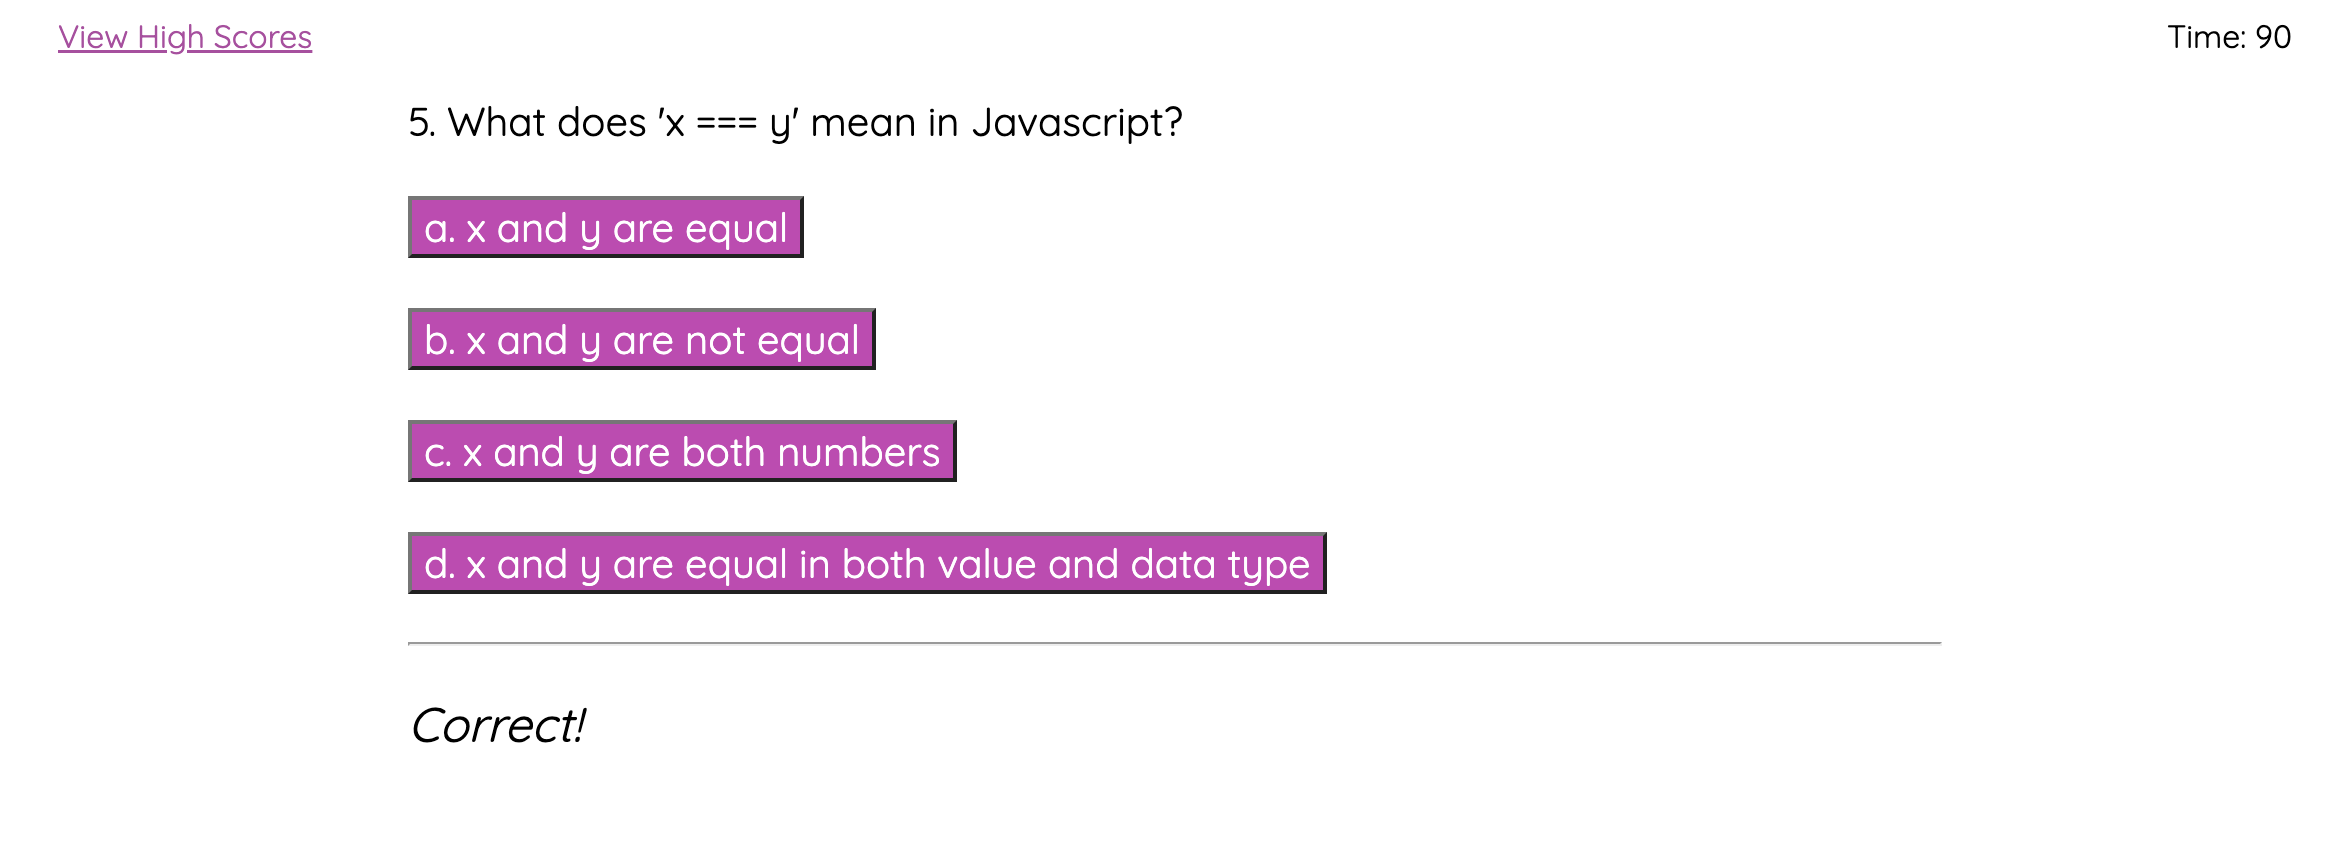 View High Scores
Time: 90
5. What does 'x === y' mean in Javascript?
a. x and y are equal
b. x and y are not equal
c. x and y are both numbers
d. x and y are equal in both value and data type
Correct!